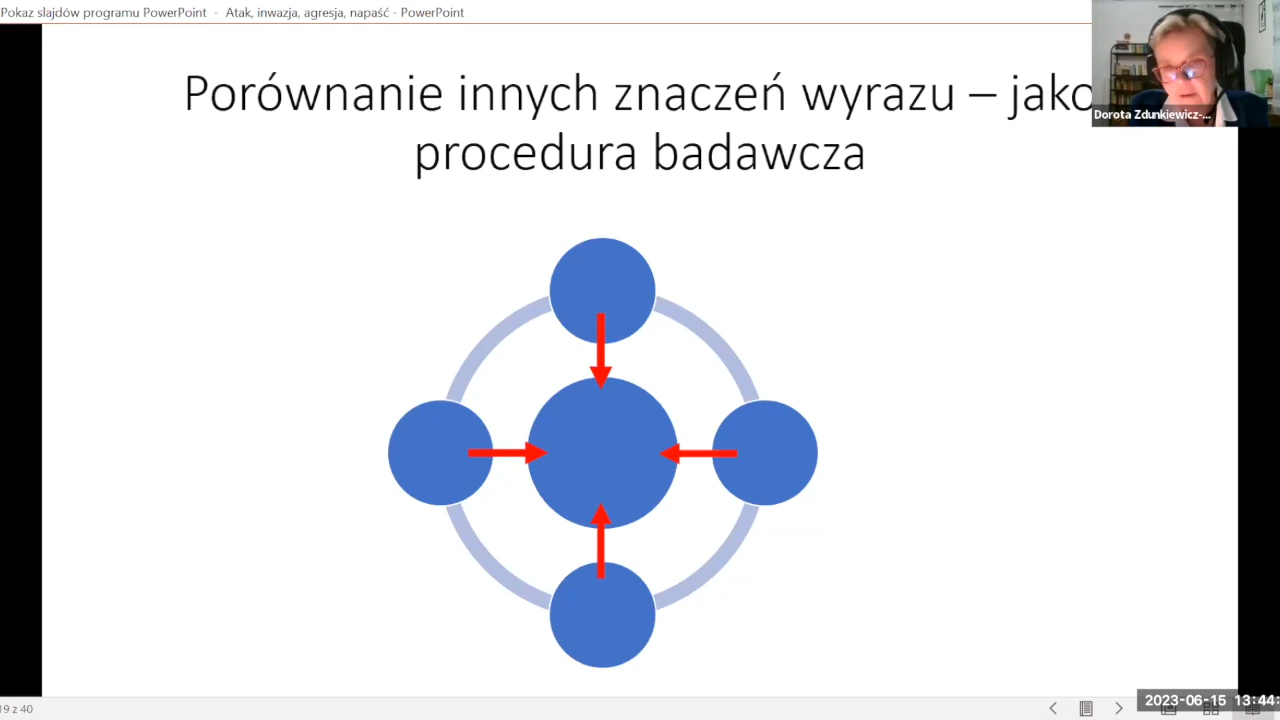 Pokaz slajdów programu PowerPoint - Atak, inwazja, agresja, napaść - PowerPoint
Dorota Zdunkiewicz-...
Porównanie innych znaczeń wyrazu – jako
procedura badawcza
19 z 40
2023-06-15 13:44: